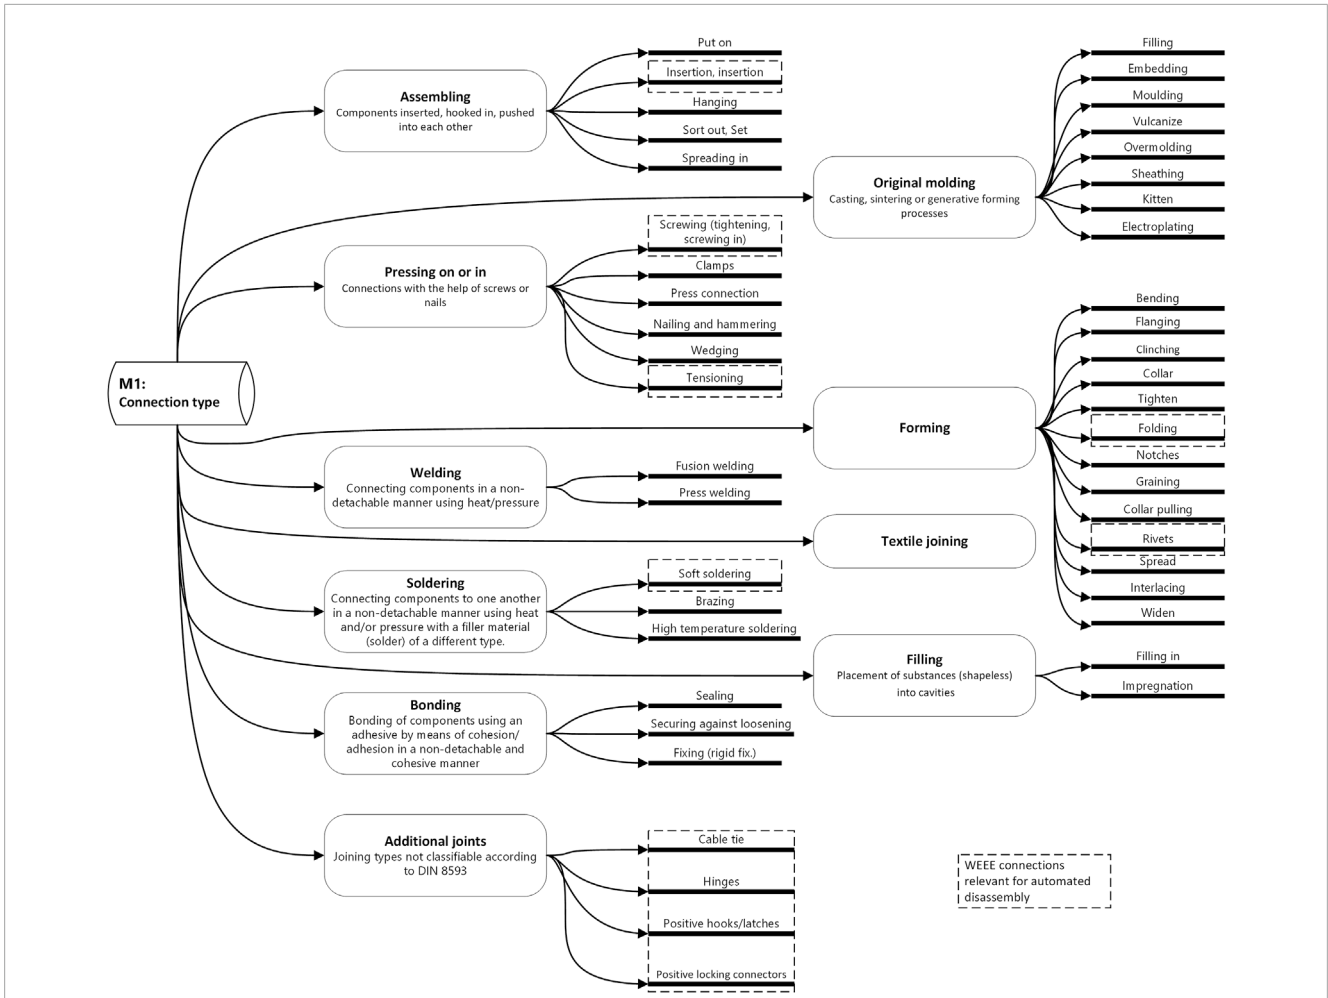 M1:
Connection type
Assembling
Components inserted, hooked in, pushed
into each other
Put on
Insertion, insertion
Hanging
Sort out, Set
Spreading in
Original molding
Casting, sintering or generative forming
processes
Filling
Embedding
Moulding
Vulcanize
Overmolding
Sheathing
Kitten
Electroplating
Pressing on or in
Connections with the help of screws or
nails
Screwing (tightening,
screwing in)
Clamps
Press connection
Nailing and hammering
Wedging
Tensioning
Forming
Bending
Flanging
Clinching
Collar
Tighten
Folding
Notches
Graining
Collar pulling
Rivets
Spread
Interlacing
Widen
Welding
Connecting components in a non-
detachable manner using heat/pressure
Fusion welding
Press welding
Textile joining
Soldering
Connecting components to one another
in a non-detachable manner using heat
and/or pressure with a filler material
(solder) of a different type.
Soft soldering
Brazing
High temperature soldering
Filling
Placement of substances (shapeless)
into cavities
Filling in
Impregnation
Bonding
Bonding of components using an
adhesive by means of cohesion/
adhesion in a non-detachable and
cohesive manner
Sealing
Securing against loosening
Fixing (rigid fix.)
Additional joints
Joining types not classifiable according
to DIN 8593
Cable tie
Hinges
Positive hooks/latches
Positive locking connectors
WEEE connections
relevant for automated
disassembly